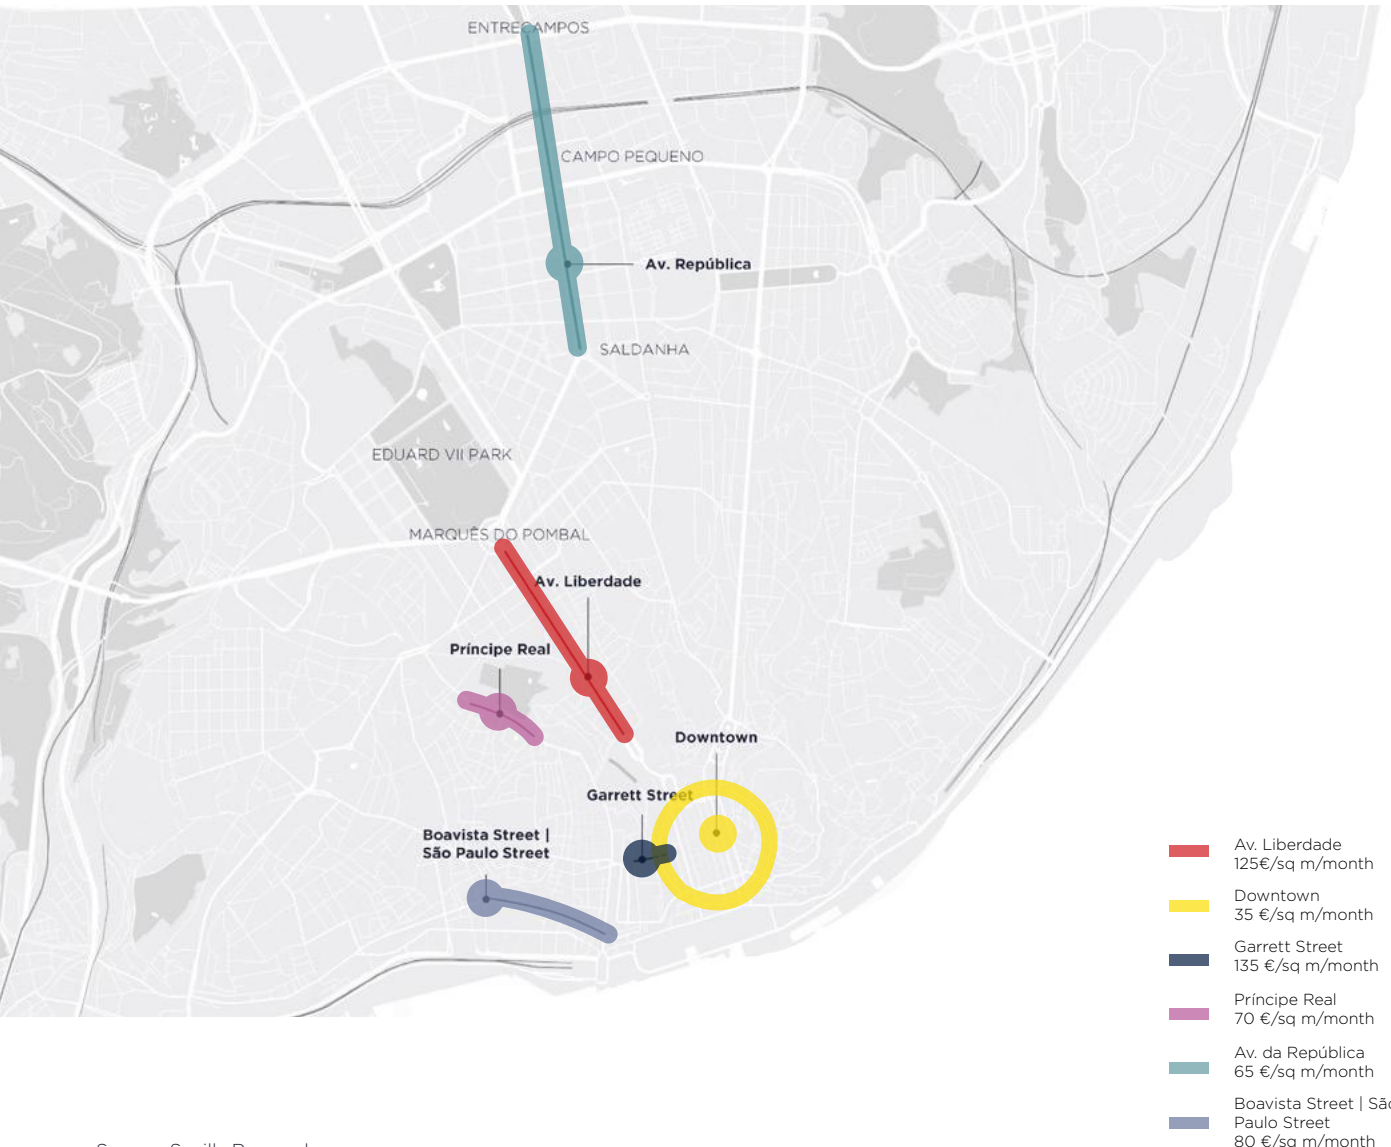 ENTRECAMPOS
CAMPO PEQUENO
Av. República
SALDANHA
EDUARD VII PARK
MARQUÊS DO POMBAL
Av. Liberdade
Príncipe Real
Downtown
Garrett Street
Boavista Street |
São Paulo Street
Av. Liberdade
125€/sq m/month
Downtown
35 €/sq m/month
Garrett Street
135 €/sq m/month
Príncipe Real
70 €/sq m/month
Av. da República
65 €/sq m/month
Boavista Street | São
Paulo Street
80 €/sq m/month